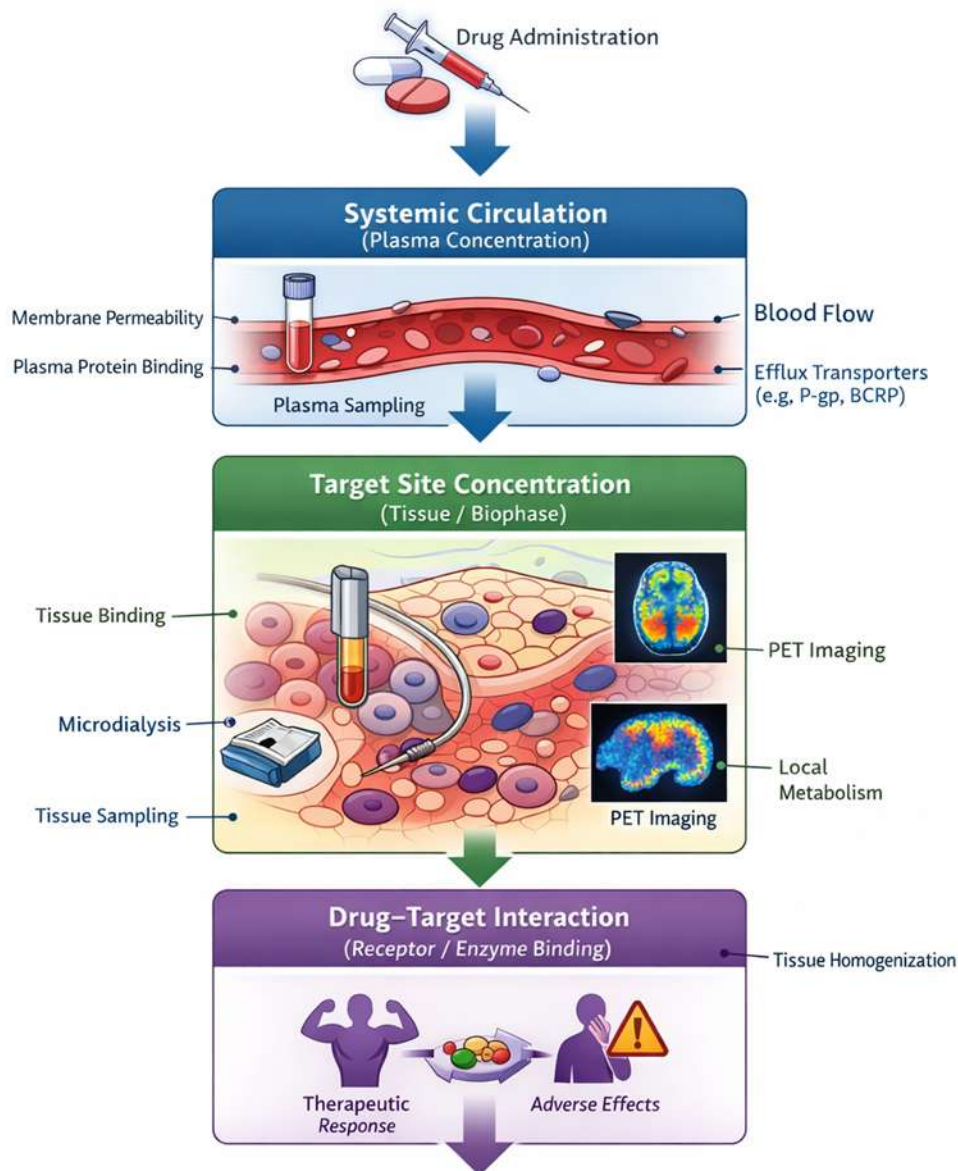 Drug Administration
Systemic Circulation
(Plasma Concentration)
Membrane Permeability
Blood Flow
Plasma Protein Binding
Efflux Transporters
(e.g, P-gp, BCRP)
Plasma Sampling
Target Site Concentration
(Tissue / Biophase)
Tissue Binding
PET Imaging
Microdialysis
Local
Metabolism
Tissue Sampling
PET Imaging
Drug–Target Interaction
(Receptor / Enzyme Binding)
Tissue Homogenization
Therapeutic
Response
Adverse Effects